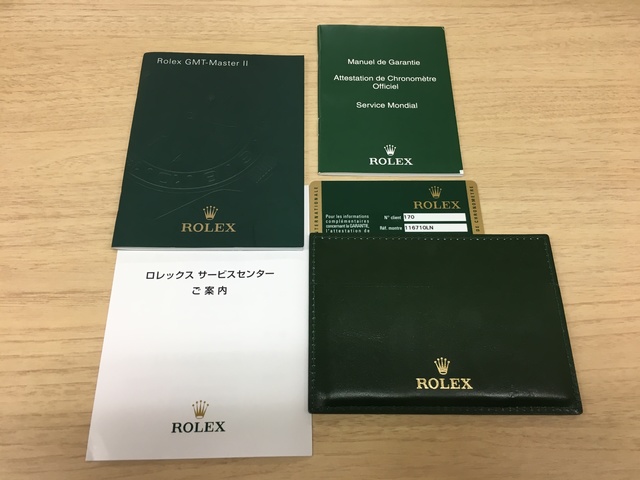 Rolex GMT-Master II
ROLEX
Manuel de Garantie
Attestation de Chronomètre
Officiel
Service Mondial
ROLEX
ROLEX
Pour les informations
complémentaires
concernant la GARANTIE,
l'attestation de
N° client 170
Réf. montre 116710LN
ロレックス サービスセンター
ご案内
ROLEX
ROLEX